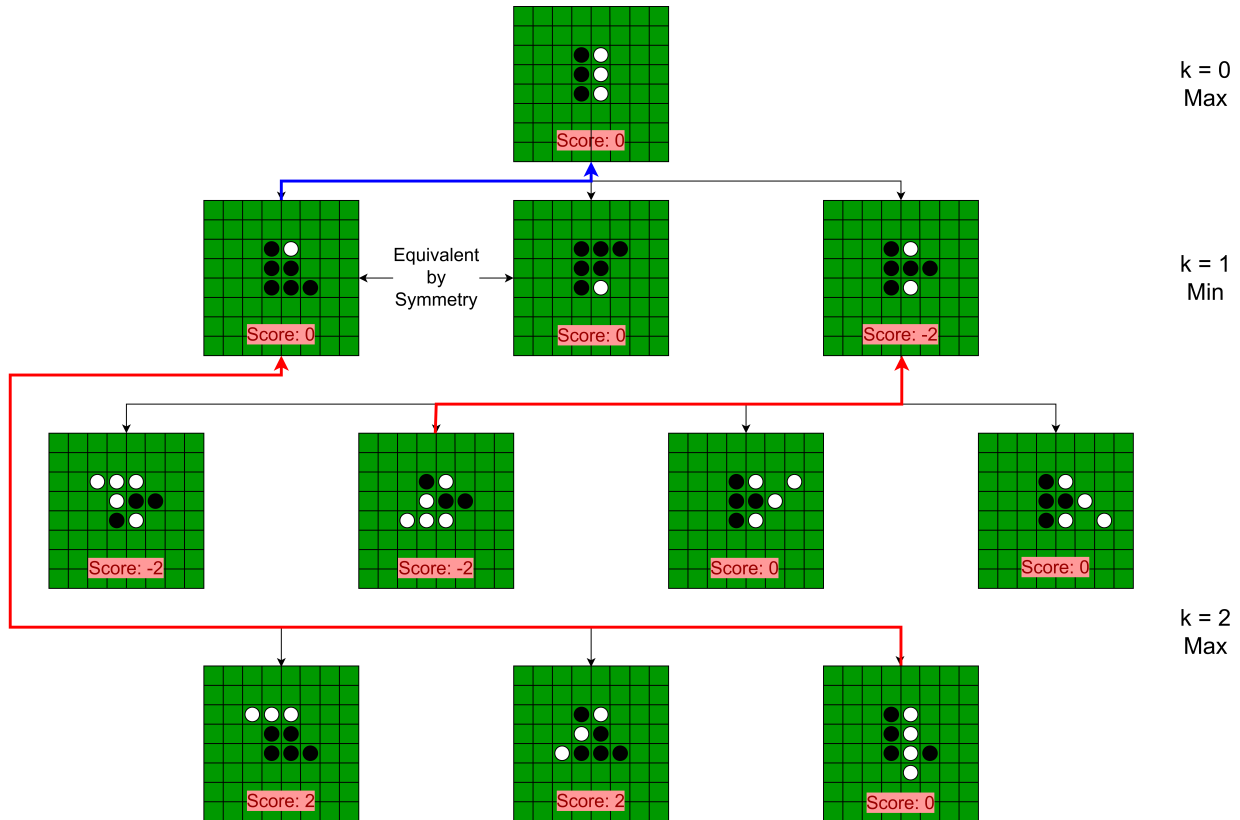 k = 0
Max
Score: 0
Equivalent
by
Symmetry
k = 1
Min
Score: 0
Score: 0
Score: -2
Score: -2
Score: -2
Score: 0
Score: 0
k = 2
Max
Score: 2
Score: 2
Score: 0